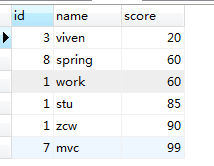 id name score
3 viven 20
8 spring 60
1 work 60
1 stu 85
1 zcw 90
7 mvc 99